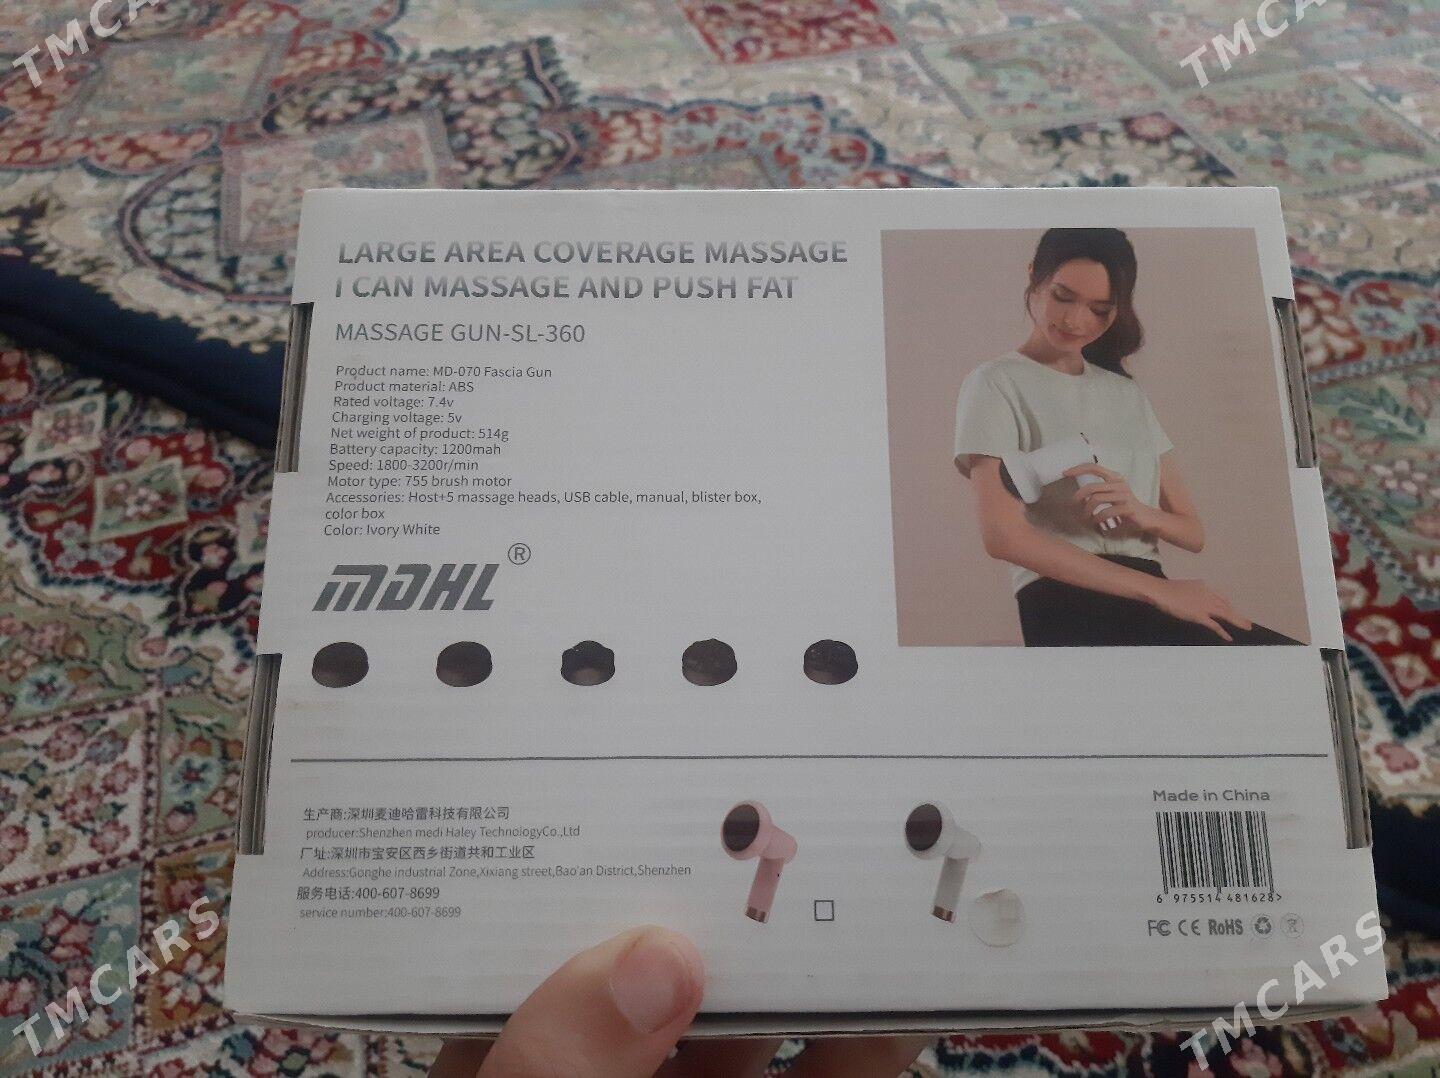 TMCARS
TMCARS
LARGE AREA COVERAGE MASSAGE
I CAN MASSAGE AND PUSH FAT
MASSAGE GUN-SL-360
Product name: MD-070 Fascia Gun
Product material: ABS
Rated voltage: 7.4v
Charging voltage: 5v
Net weight of product: 514g
Battery capacity: 1200mah
Speed: 1800-3200r/min
Motor type: 755 brush motor
Accessories: Host+5 massage heads, USB cable, manual, blister box,
color box
Color: Ivory White
MDHL®
生产商:深圳麦迪哈雷科技有限公司
producer:Shenzhen medi Haley TechnologyCo.,Ltd
厂址:深圳市宝安区西乡街道共和工业区
Address:Gonghe industrial Zone,Xixiang street,Bao'an District,Shenzhen
服务电话:400-607-8699
service number:400-607-8699
Made in China
6 975514 481628>
FC CE RoHS
TMCARS
TMCARS